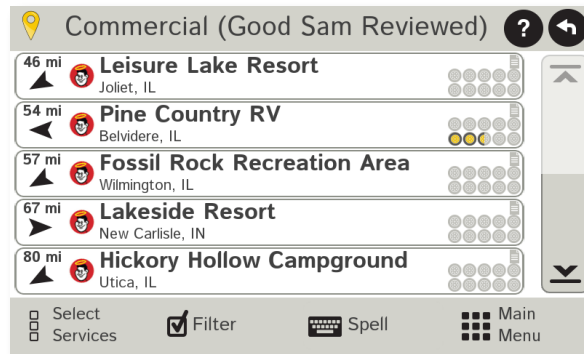 Commercial (Good Sam Reviewed) ?
46 mi Leisure Lake Resort
Joliet, IL
54 mi Pine Country RV
Belvidere, IL
57 mi Fossil Rock Recreation Area
Wilmington, IL
67 mi Lakeside Resort
New Carlisle, IN
80 mi Hickory Hollow Campground
Utica, IL
Select Services
Filter
Spell
Main Menu